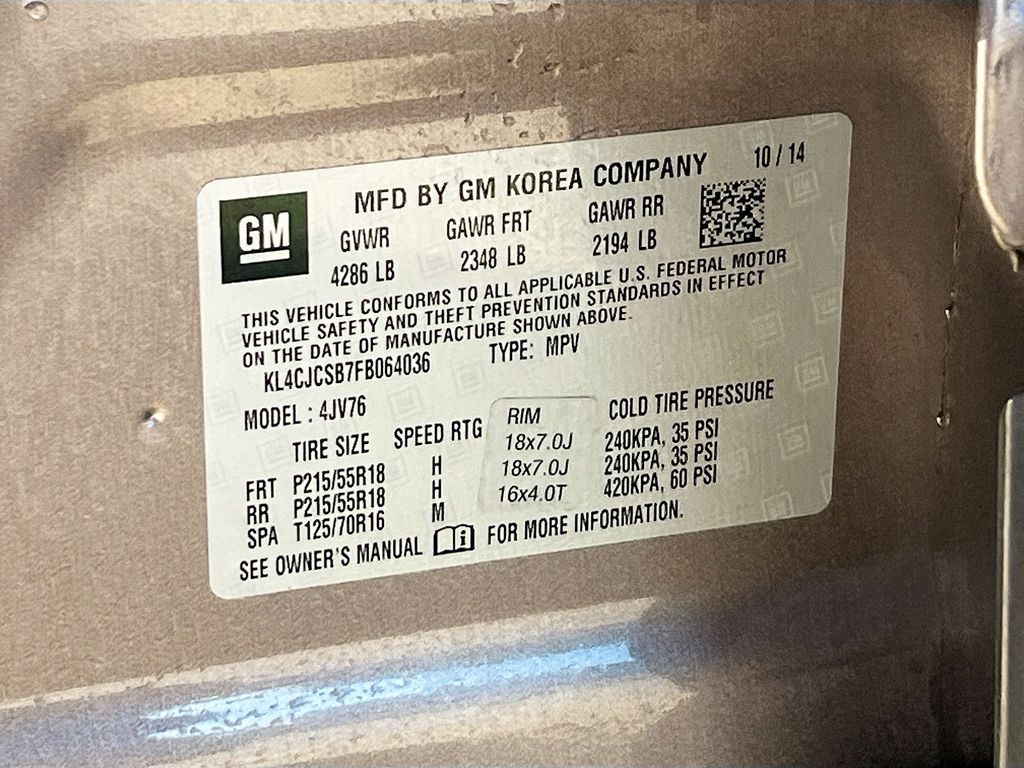 MFD BY GM KOREA COMPANY 10 / 14
GM
GVWR GAWR FRT GAWR RR
4286 LB 2348 LB 2194 LB
THIS VEHICLE CONFORMS TO ALL APPLICABLE U.S. FEDERAL MOTOR
VEHICLE SAFETY AND THEFT PREVENTION STANDARDS IN EFFECT
ON THE DATE OF MANUFACTURE SHOWN ABOVE.
KL4CJCSB7FB064036 TYPE: MPV
MODEL : 4JV76
TIRE SIZE SPEED RTG RIM COLD TIRE PRESSURE
FRT P215/55R18 H 18x7.0J 240KPA, 35 PSI
RR P215/55R18 H 18x7.0J 240KPA, 35 PSI
SPA T125/70R16 M 16x4.0T 420KPA, 60 PSI
SEE OWNER'S MANUAL FOR MORE INFORMATION.